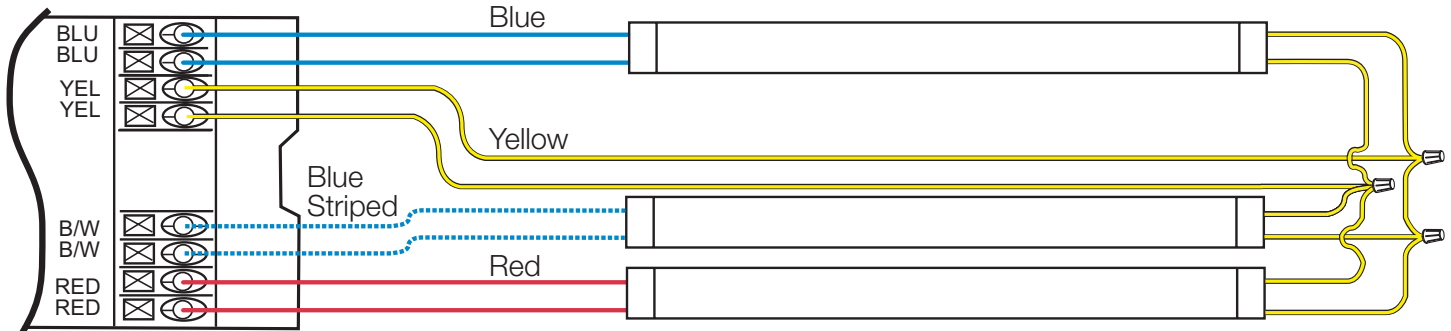 BLU
BLU
YEL
YEL
B/W
B/W
RED
RED
Blue
Yellow
Blue
Striped
Red